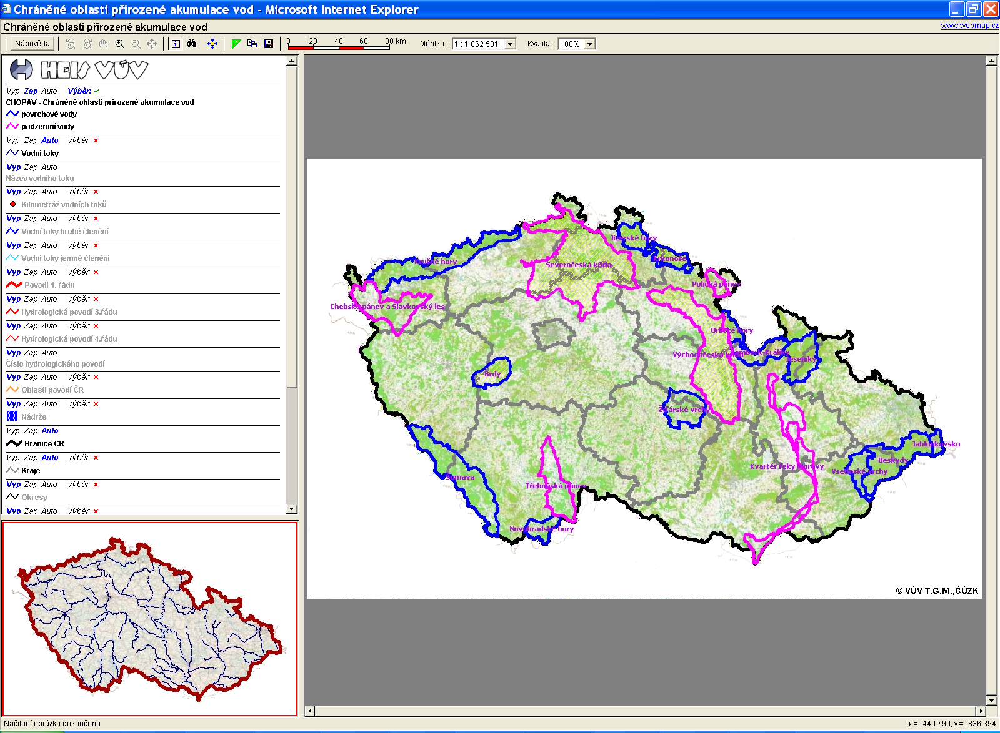 Chráněné oblasti přirozené akumulace vod - Microsoft Internet Explorer
Chráněné oblasti přirozené akumulace vod
www.webmap.cz
Nápověda
0 20 40 60 80 km
Měřítko: 1 : 1 862 501
Kvalita: 100%
HEIS VÚV
Vyp Zap Auto Výběr:
CHOPAV - Chráněné oblasti přirozené akumulace vod
povrchové vody
podzemní vody
Vyp Zap Auto Výběr:
Vodní toky
Vyp Zap Auto
Název vodního toku
Vyp Zap Auto Výběr:
Kilometráž vodních toků
Vyp Zap Auto Výběr:
Vodní toky hrubé členění
Vyp Zap Auto Výběr:
Vodní toky jemné členění
Vyp Zap Auto Výběr:
Povodí 1. řádu
Vyp Zap Auto Výběr:
Hydrologická povodí 3.řádu
Vyp Zap Auto Výběr:
Hydrologická povodí 4.řádu
Vyp Zap Auto
Číslo hydrologického povodí
Vyp Zap Auto Výběr:
Oblasti povodí ČR
Vyp Zap Auto Výběr:
Nádrže
Vyp Zap Auto
Hranice ČR
Vyp Zap Auto Výběr:
Kraje
Vyp Zap Auto Výběr:
Okresy
Vyp Zap Auto Výběr:
Jizerské hory
Krkonoše
Krušné hory
Severočeská křída
Polická pánev
Chebská pánev a Slavkovský les
Orlické hory
Východočeská křída
Žamberk-Králíky
Jeseníky
Brdy
Žďárské vrchy
Jablunkovsko
Beskydy
Kvartér řeky Moravy
Vsetínské vrchy
Šumava
Třeboňská pánev
Novohradské hory
© VÚV T.G.M.,ČÚZK
Načítání obrázku dokončeno
x = -440 790, y = -836 394